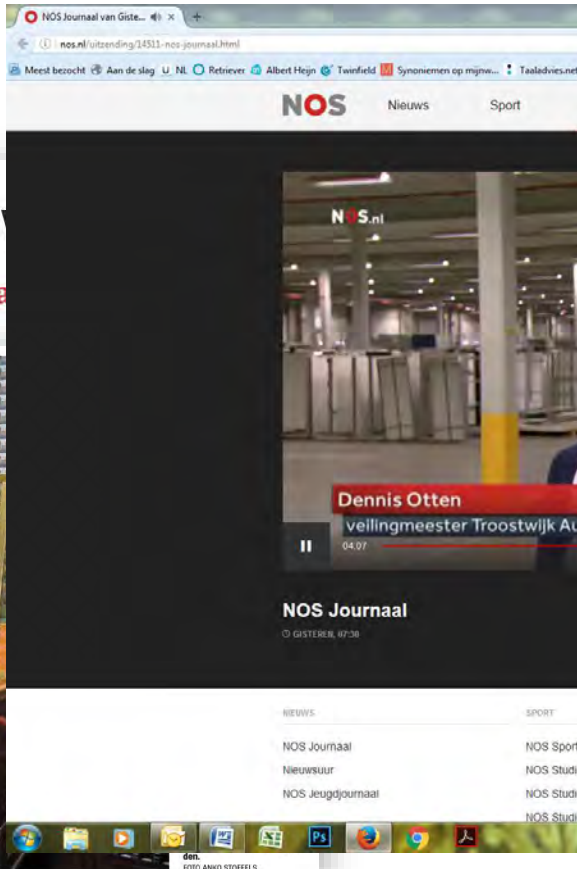 NOS Journaal van Giste...
nos.nl/uitzending/14511-nos-journaal.html
Meest bezocht Aan de slag U NL Retriever Albert Heijn Twinfield Synoniemen op mijnw... Taaladvies.net
NOS Nieuws Sport
NOS.nl
Dennis Otten
veilingmeester Troostwijk Au
04:07
NOS Journaal
GISTEREN, 07:30
NIEUWS
NOS Journaal
Nieuwsuur
NOS Jeugdjournaal
SPORT
NOS Sport
NOS Studi
NOS Studi
NOS Studi
Ps
den.
FOTO ANKO STOFFELS